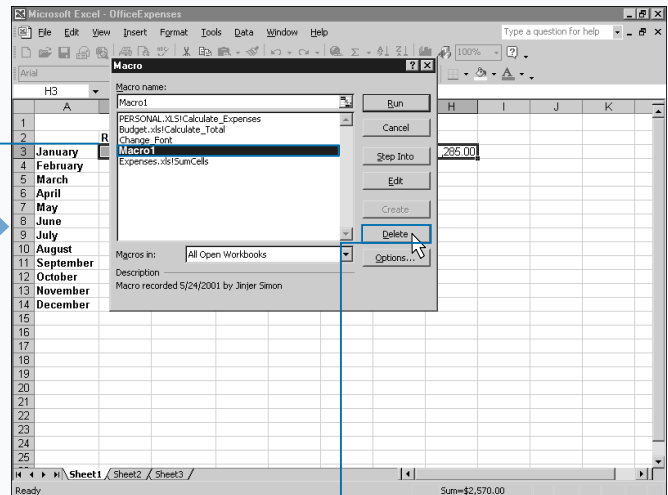 Microsoft Excel - OfficeExpenses
File Edit View Insert Format Tools Data Window Help
Type a question for help
100%
Arial
H3
Macro
Macro name:
Macro1
PERSONAL.XLS!Calculate_Expenses
Budget.xls!Calculate_Total
Change_Font
Macro1
Expenses.xls!SumCells
Run
Cancel
Step Into
Edit
Create
Delete
Options...
Macros in:
All Open Workbooks
Description
Macro recorded 5/24/2001 by Jinjer Simon
A H I J K
1
2 R
3 January ,285.00
4 February
5 March
6 April
7 May
8 June
9 July
10 August
11 September
12 October
13 November
14 December
15
16
17
18
19
20
21
22
23
24
25
Sheet1 Sheet2 Sheet3
Ready
Sum=$2,570.00